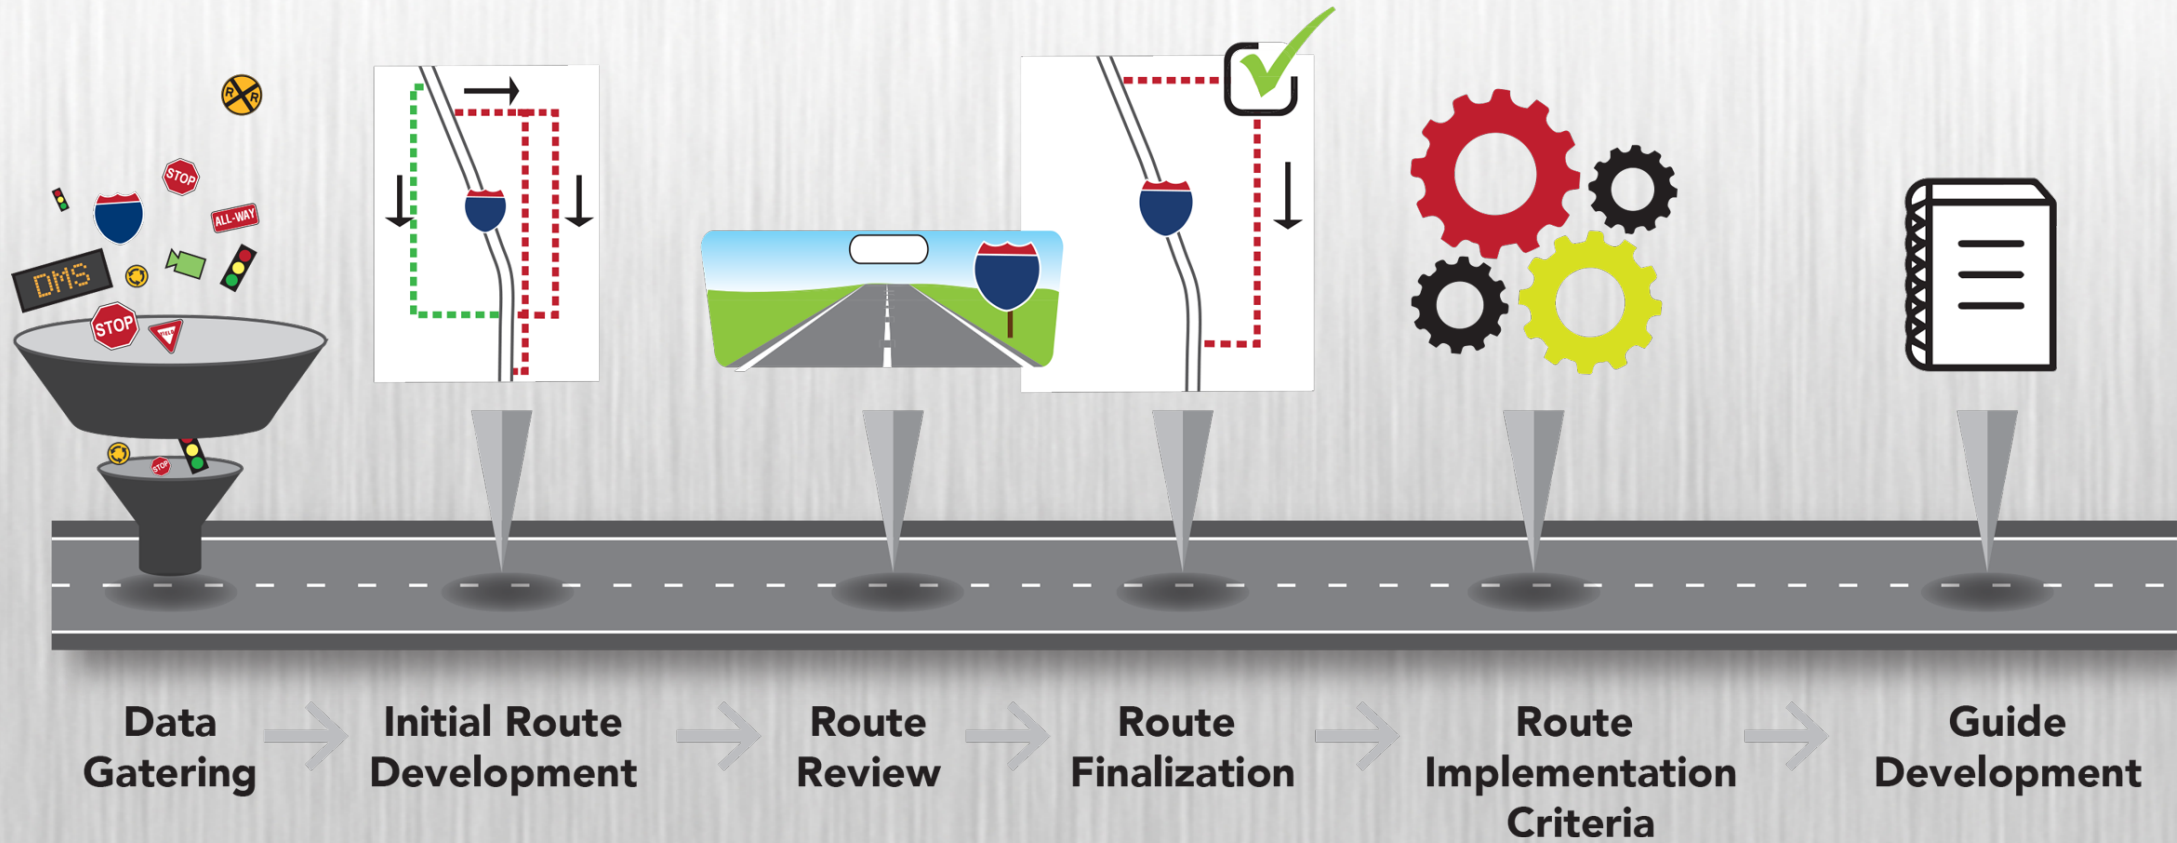 R R
STOP
ALL-WAY
DMS
STOP
YIELD
STOP
Data
Gatering
Initial Route
Development
Route
Review
Route
Finalization
Route
Implementation
Criteria
Guide
Development